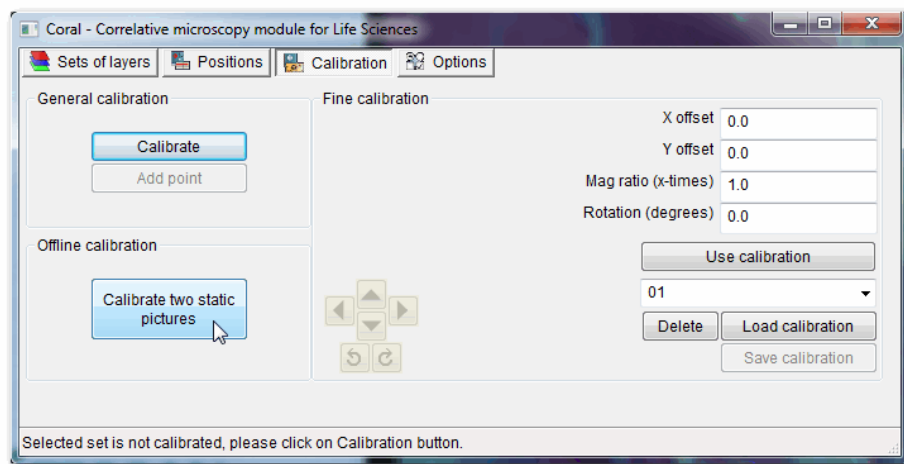 Coral - Correlative microscopy module for Life Sciences
Sets of layers Positions Calibration Options
General calibration
Calibrate
Add point
Offline calibration
Calibrate two static
pictures
Fine calibration
X offset 0.0
Y offset 0.0
Mag ratio (x-times) 1.0
Rotation (degrees) 0.0
Use calibration
01
Delete Load calibration
Save calibration
Selected set is not calibrated, please click on Calibration button.